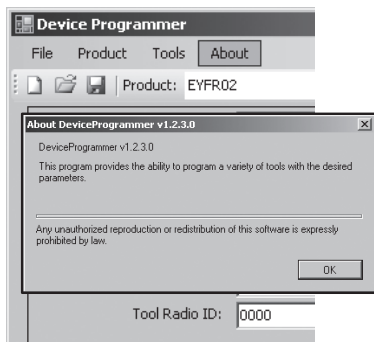 Device Programmer
File Product Tools About
Product: EYFR02
About DeviceProgrammer v1.2.3.0
DeviceProgrammer v1.2.3.0
This program provides the ability to program a variety of tools with the desired
parameters.
Any unauthorized reproduction or redistribution of this software is expressly
prohibited by law.
OK
Tool Radio ID: 0000